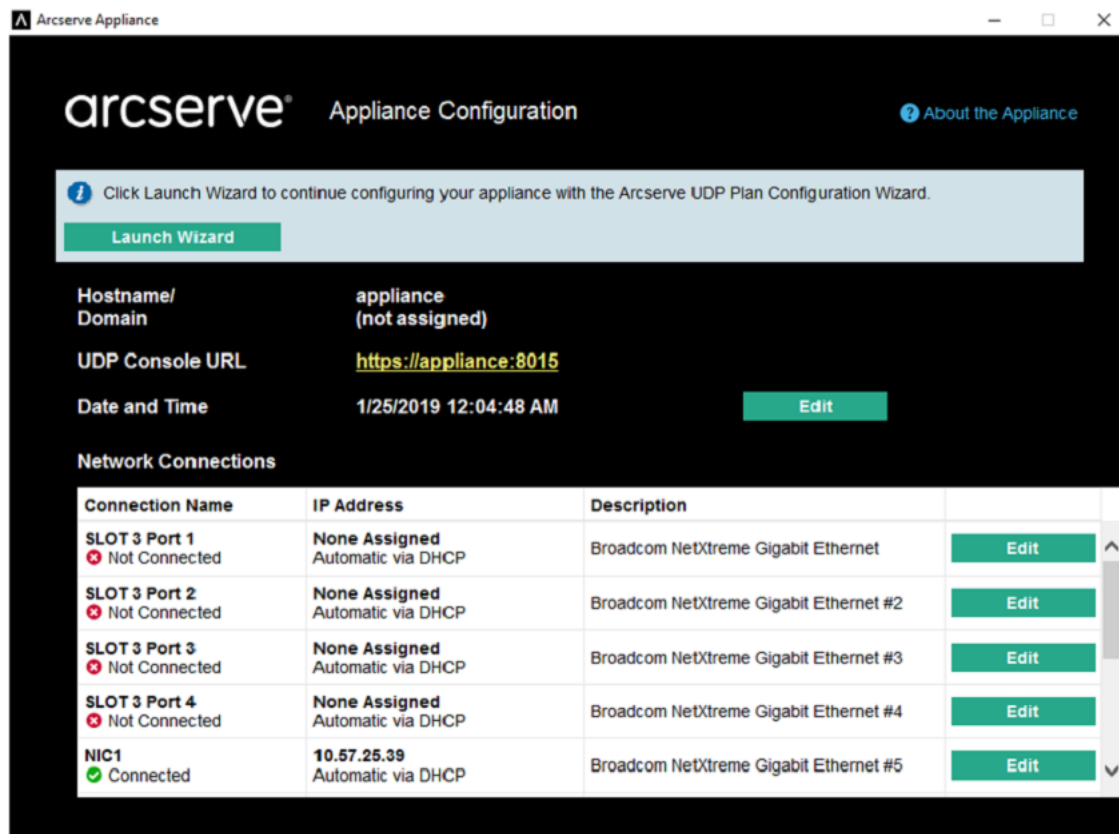 Arcserve Appliance
arcserve® Appliance Configuration
? About the Appliance
i Click Launch Wizard to continue configuring your appliance with the Arcserve UDP Plan Configuration Wizard.
Launch Wizard
Hostname/ appliance
Domain (not assigned)
UDP Console URL https://appliance:8015
Date and Time 1/25/2019 12:04:48 AM Edit
Network Connections
Connection Name IP Address Description
SLOT 3 Port 1 None Assigned Broadcom NetXtreme Gigabit Ethernet Edit
Not Connected Automatic via DHCP
SLOT 3 Port 2 None Assigned Broadcom NetXtreme Gigabit Ethernet #2 Edit
Not Connected Automatic via DHCP
SLOT 3 Port 3 None Assigned Broadcom NetXtreme Gigabit Ethernet #3 Edit
Not Connected Automatic via DHCP
SLOT 3 Port 4 None Assigned Broadcom NetXtreme Gigabit Ethernet #4 Edit
Not Connected Automatic via DHCP
NIC1 10.57.25.39 Broadcom NetXtreme Gigabit Ethernet #5 Edit
Connected Automatic via DHCP